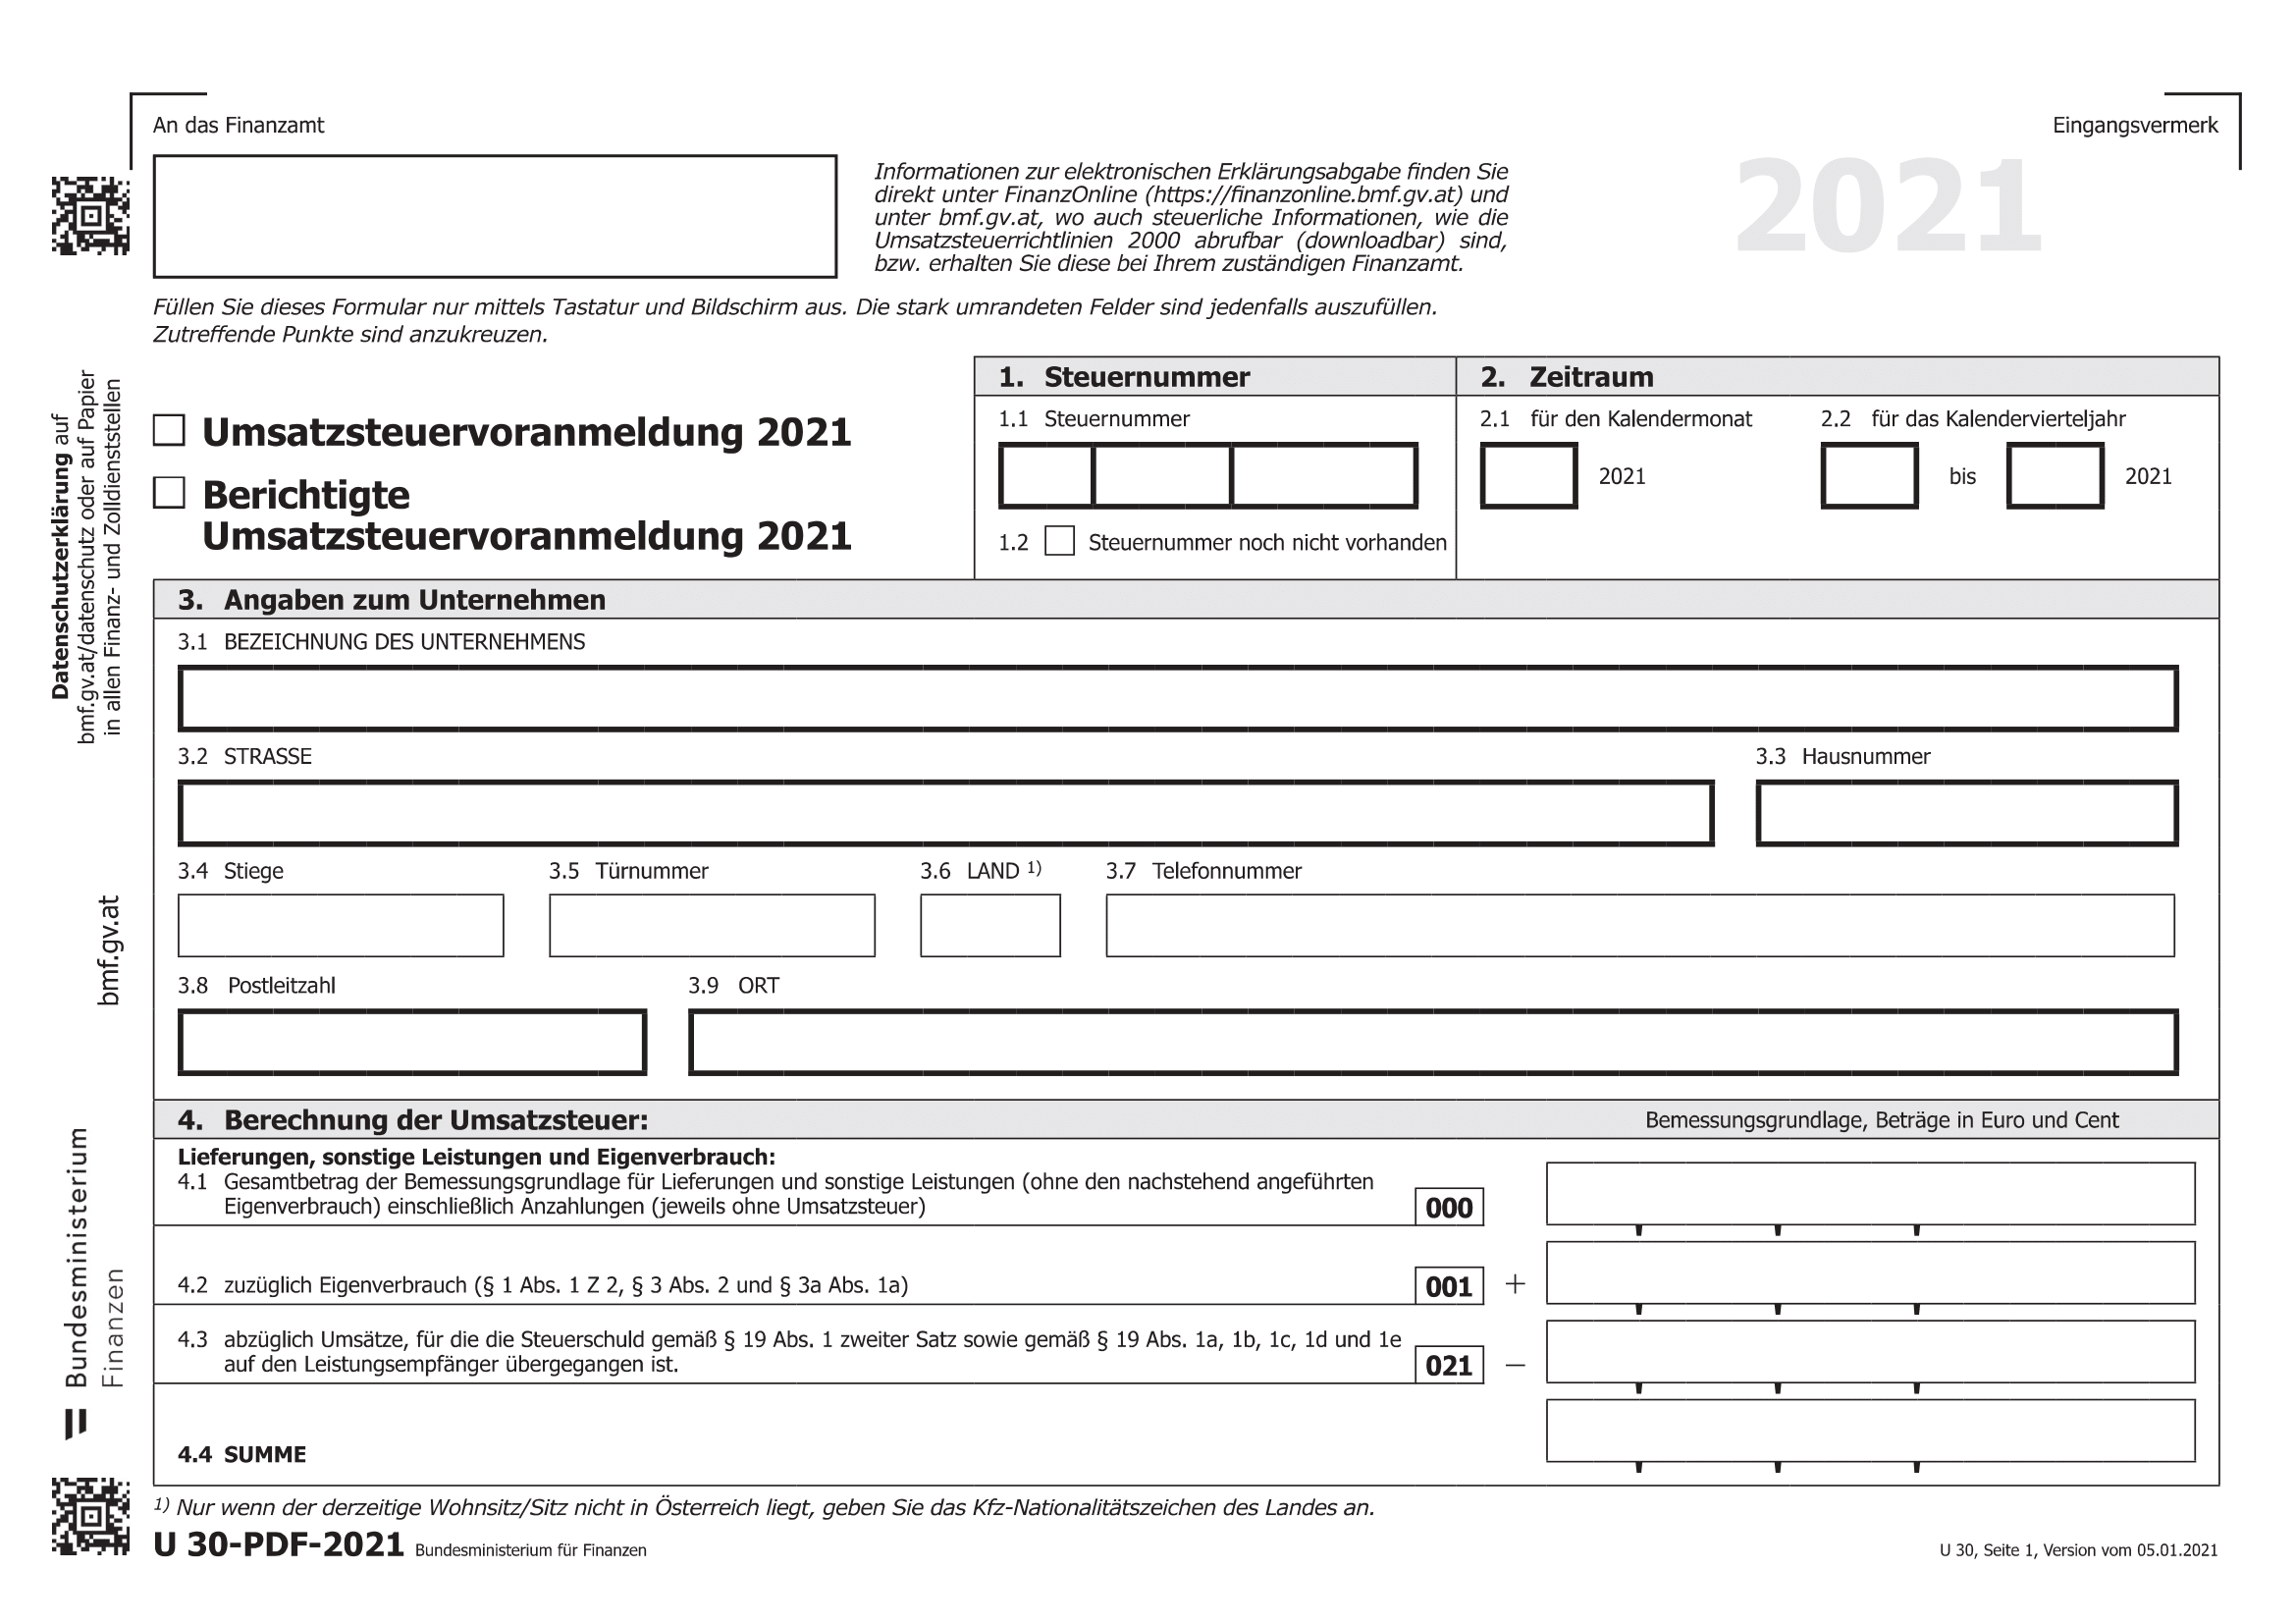 An das Finanzamt
Eingangsvermerk
Informationen zur elektronischen Erklärungsabgabe finden Sie
direkt unter FinanzOnline (https://finanzonline.bmf.gv.at) und
unter bmf.gv.at, wo auch steuerliche Informationen, wie die
Umsatzsteuerrichtlinien 2000 abrufbar (downloadbar) sind,
bzw. erhalten Sie diese bei Ihrem zuständigen Finanzamt.
2021
Füllen Sie dieses Formular nur mittels Tastatur und Bildschirm aus. Die stark umrandeten Felder sind jedenfalls auszufüllen.
Zutreffende Punkte sind anzukreuzen.
Umsatzsteuervoranmeldung 2021
Berichtigte
Umsatzsteuervoranmeldung 2021
1. Steuernummer
1.1 Steuernummer
1.2 Steuernummer noch nicht vorhanden
2. Zeitraum
2.1 für den Kalendermonat
2021
2.2 für das Kalendervierteljahr
bis 2021
3. Angaben zum Unternehmen
3.1 BEZEICHNUNG DES UNTERNEHMENS
3.2 STRASSE
3.3 Hausnummer
3.4 Stiege
3.5 Türnummer
3.6 LAND 1)
3.7 Telefonnummer
3.8 Postleitzahl
3.9 ORT
4. Berechnung der Umsatzsteuer:
Bemessungsgrundlage, Beträge in Euro und Cent
Lieferungen, sonstige Leistungen und Eigenverbrauch:
4.1 Gesamtbetrag der Bemessungsgrundlage für Lieferungen und sonstige Leistungen (ohne den nachstehend angeführten
Eigenverbrauch) einschließlich Anzahlungen (jeweils ohne Umsatzsteuer)
000
4.2 zuzüglich Eigenverbrauch (§ 1 Abs. 1 Z 2, § 3 Abs. 2 und § 3a Abs. 1a)
001 +
4.3 abzüglich Umsätze, für die die Steuerschuld gemäß § 19 Abs. 1 zweiter Satz sowie gemäß § 19 Abs. 1a, 1b, 1c, 1d und 1e
auf den Leistungsempfänger übergegangen ist.
021 −
4.4 SUMME
1) Nur wenn der derzeitige Wohnsitz/Sitz nicht in Österreich liegt, geben Sie das Kfz-Nationalitätszeichen des Landes an.
U 30-PDF-2021 Bundesministerium für Finanzen
U 30, Seite 1, Version vom 05.01.2021
Datenschutzerklärung auf
bmf.gv.at/datenschutz oder auf Papier
in allen Finanz- und Zolldienststellen
bmf.gv.at
Bundesministerium
Finanzen